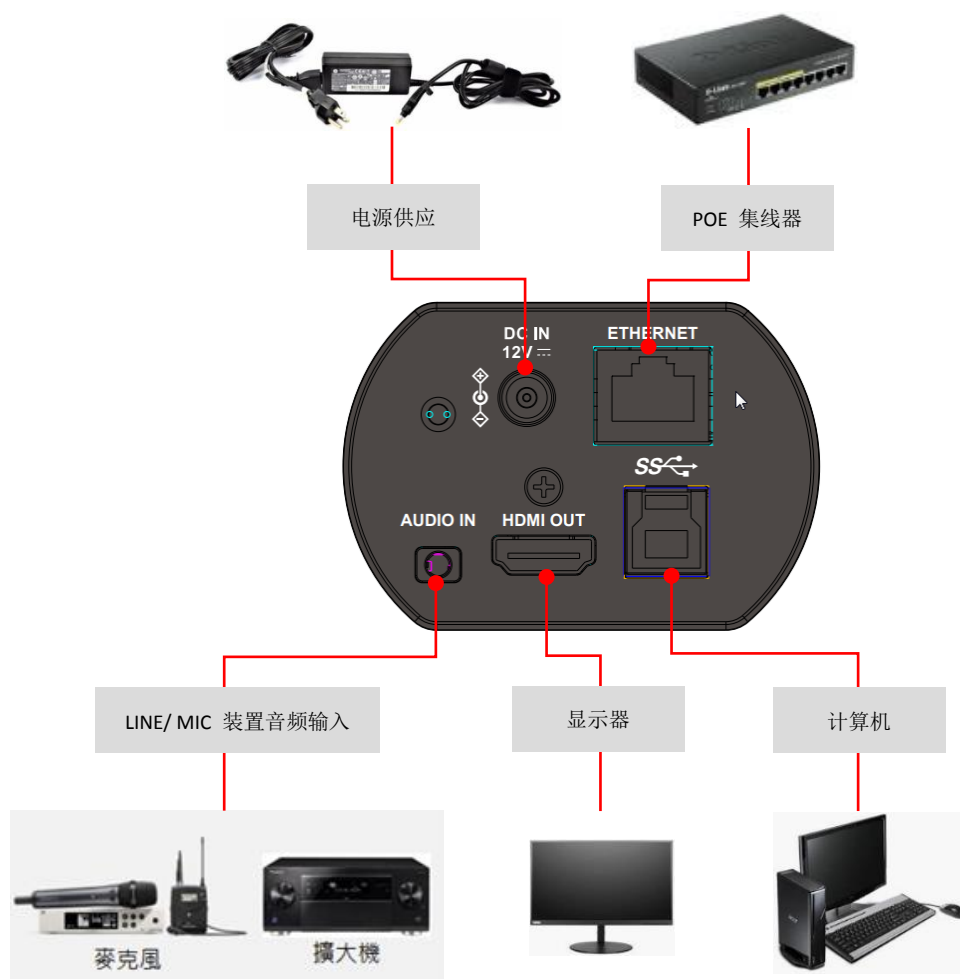 D-Link
电源供应
POE 集线器
DC IN
12V
ETHERNET
SS
AUDIO IN
HDMI OUT
LINE/ MIC 装置音频输入
显示器
计算机
麥克風
擴大機